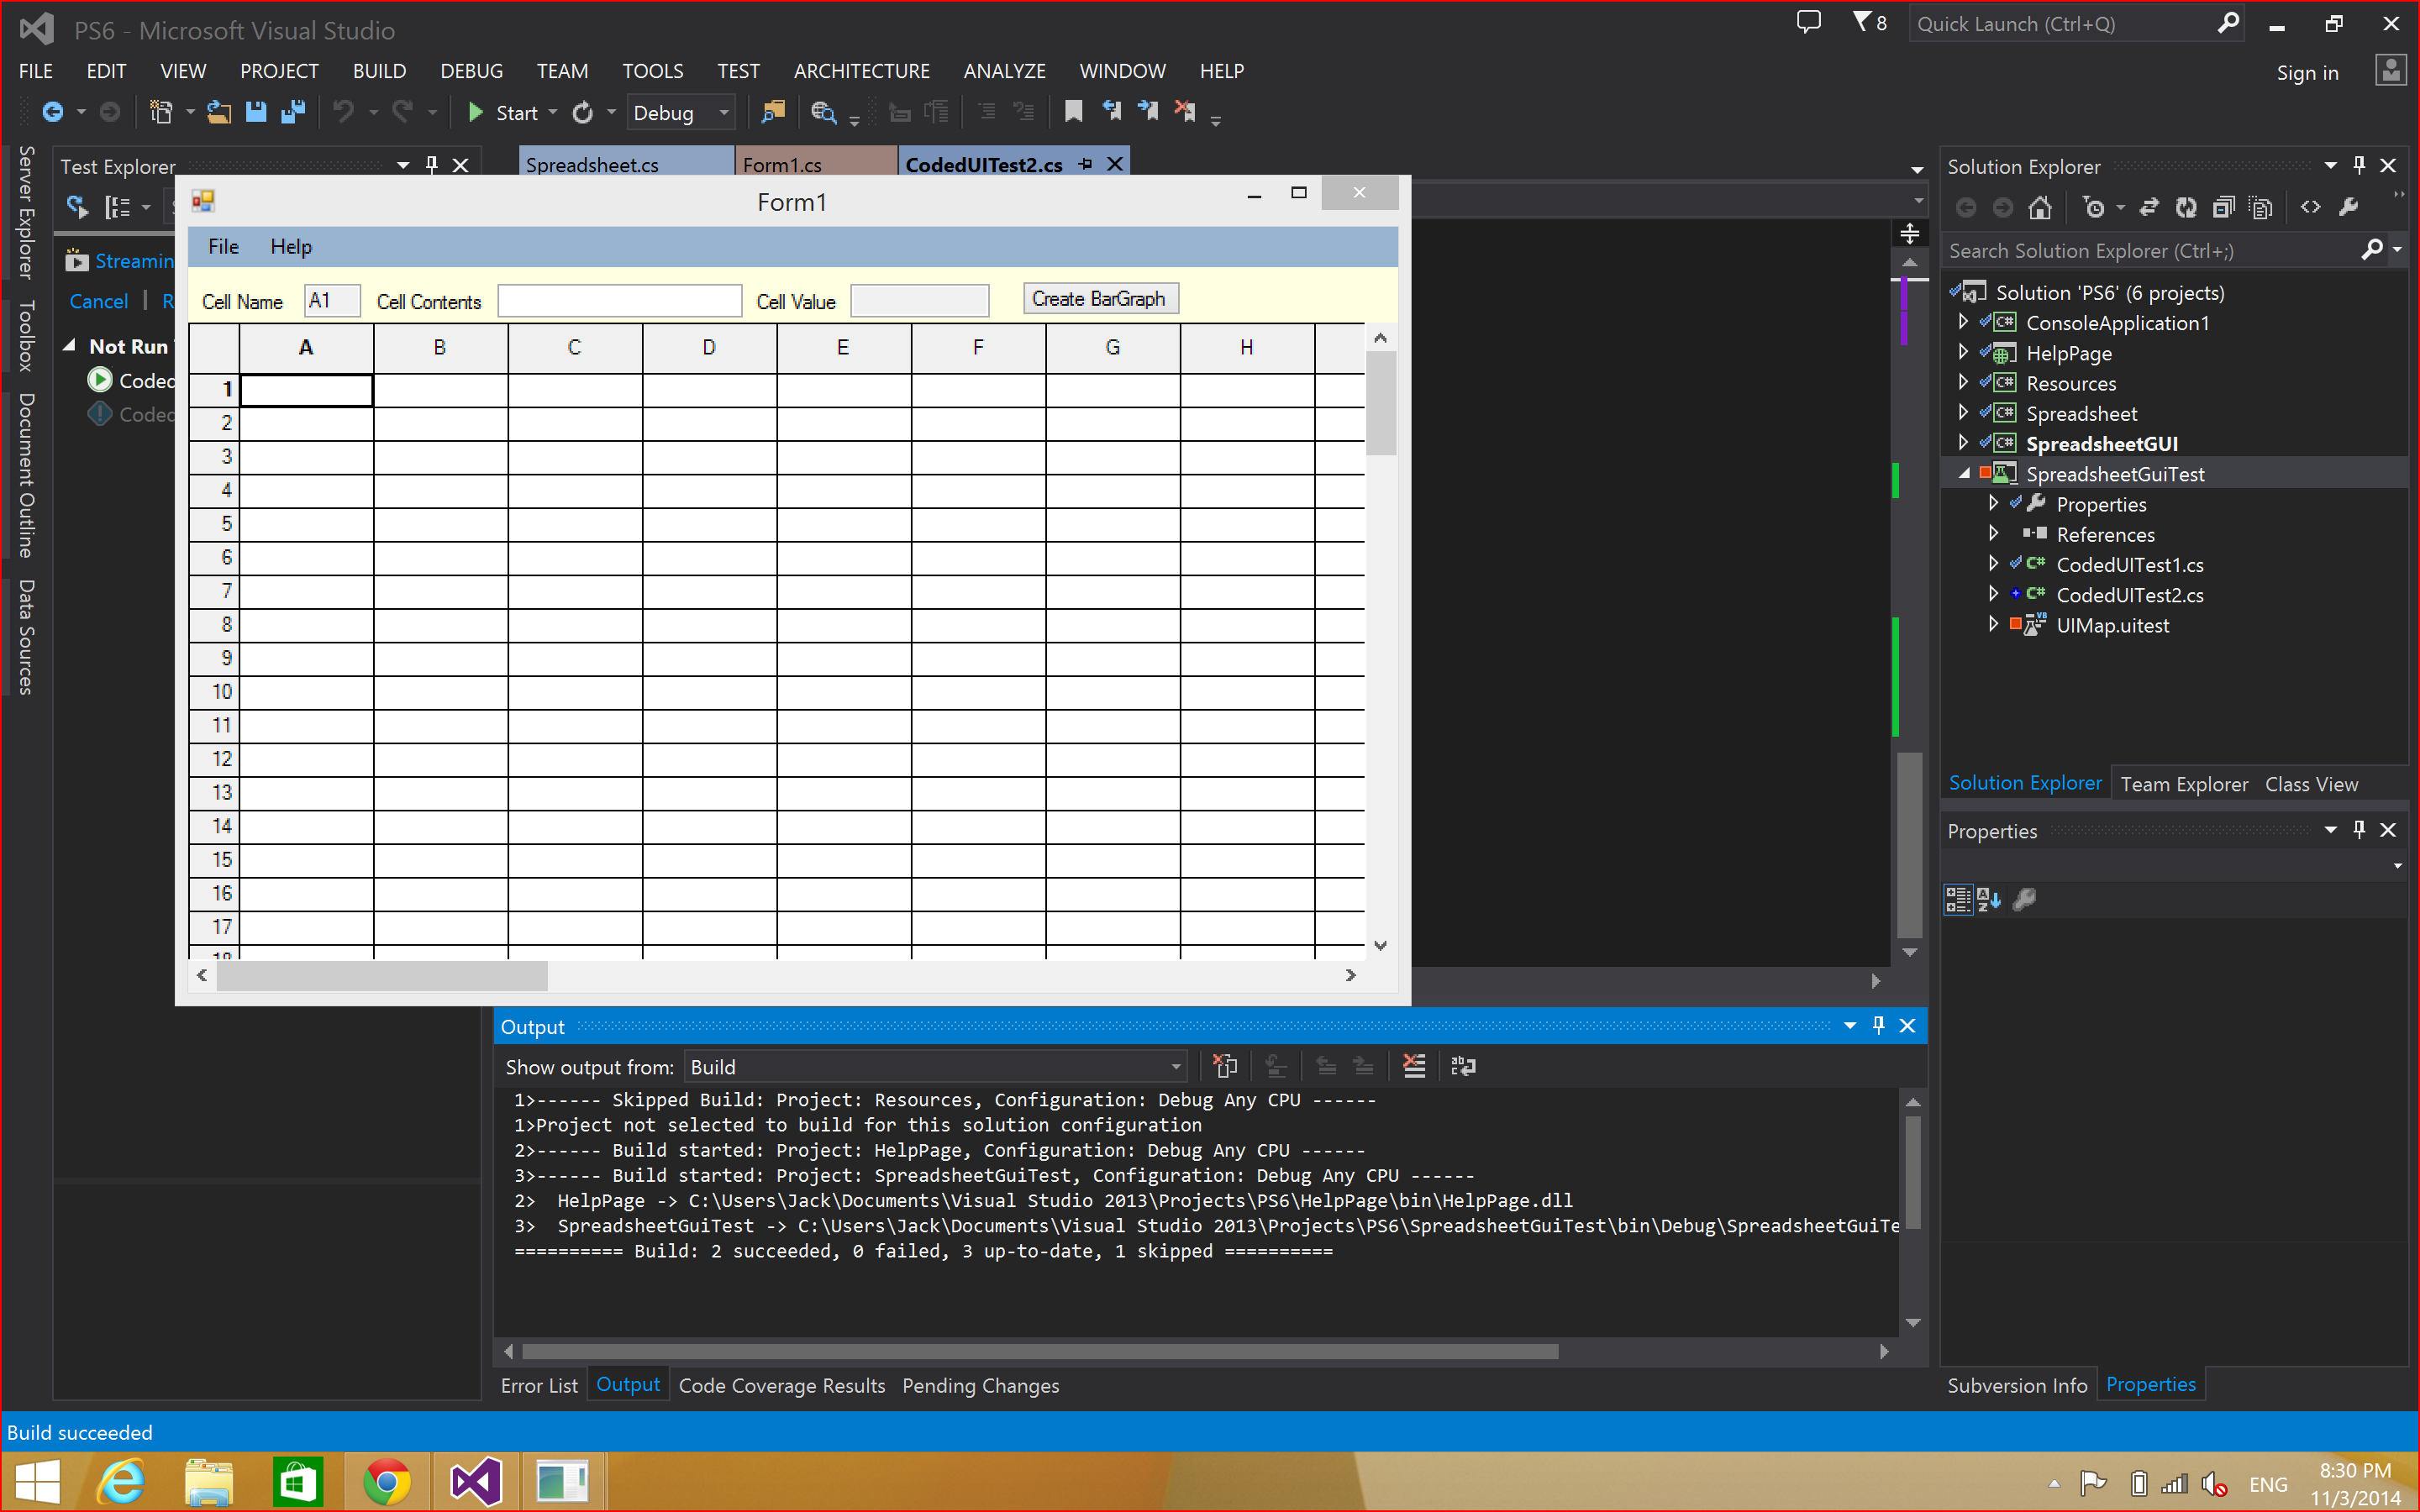 PS6 - Microsoft Visual Studio
8
Quick Launch (Ctrl+Q)
FILE EDIT VIEW PROJECT BUILD DEBUG TEAM TOOLS TEST ARCHITECTURE ANALYZE WINDOW HELP
Sign in
Start
Debug
Server Explorer
Toolbox
Document Outline
Data Sources
Test Explorer
Spreadsheet.cs
Form1.cs
CodedUITest2.cs
Streamin
Cancel
R
Not Run
Coded
Coded
Form1
File Help
Cell Name
A1
Cell Contents
Cell Value
Create BarGraph
A B C D E F G H
1
2
3
4
5
6
7
8
9
10
11
12
13
14
15
16
17
18
Solution Explorer
Search Solution Explorer (Ctrl+;)
Solution 'PS6' (6 projects)
ConsoleApplication1
HelpPage
Resources
Spreadsheet
SpreadsheetGUI
SpreadsheetGuiTest
Properties
References
CodedUITest1.cs
CodedUITest2.cs
UIMap.uitest
Solution Explorer Team Explorer Class View
Properties
Output
Show output from: Build
1>------ Skipped Build: Project: Resources, Configuration: Debug Any CPU ------
1>Project not selected to build for this solution configuration
2>------ Build started: Project: HelpPage, Configuration: Debug Any CPU ------
3>------ Build started: Project: SpreadsheetGuiTest, Configuration: Debug Any CPU ------
2>  HelpPage -> C:\Users\Jack\Documents\Visual Studio 2013\Projects\PS6\HelpPage\bin\HelpPage.dll
3>  SpreadsheetGuiTest -> C:\Users\Jack\Documents\Visual Studio 2013\Projects\PS6\SpreadsheetGuiTest\bin\Debug\SpreadsheetGuiTe
========== Build: 2 succeeded, 0 failed, 3 up-to-date, 1 skipped ==========
Error List Output Code Coverage Results Pending Changes
Subversion Info Properties
Build succeeded
ENG
8:30 PM
11/3/2014